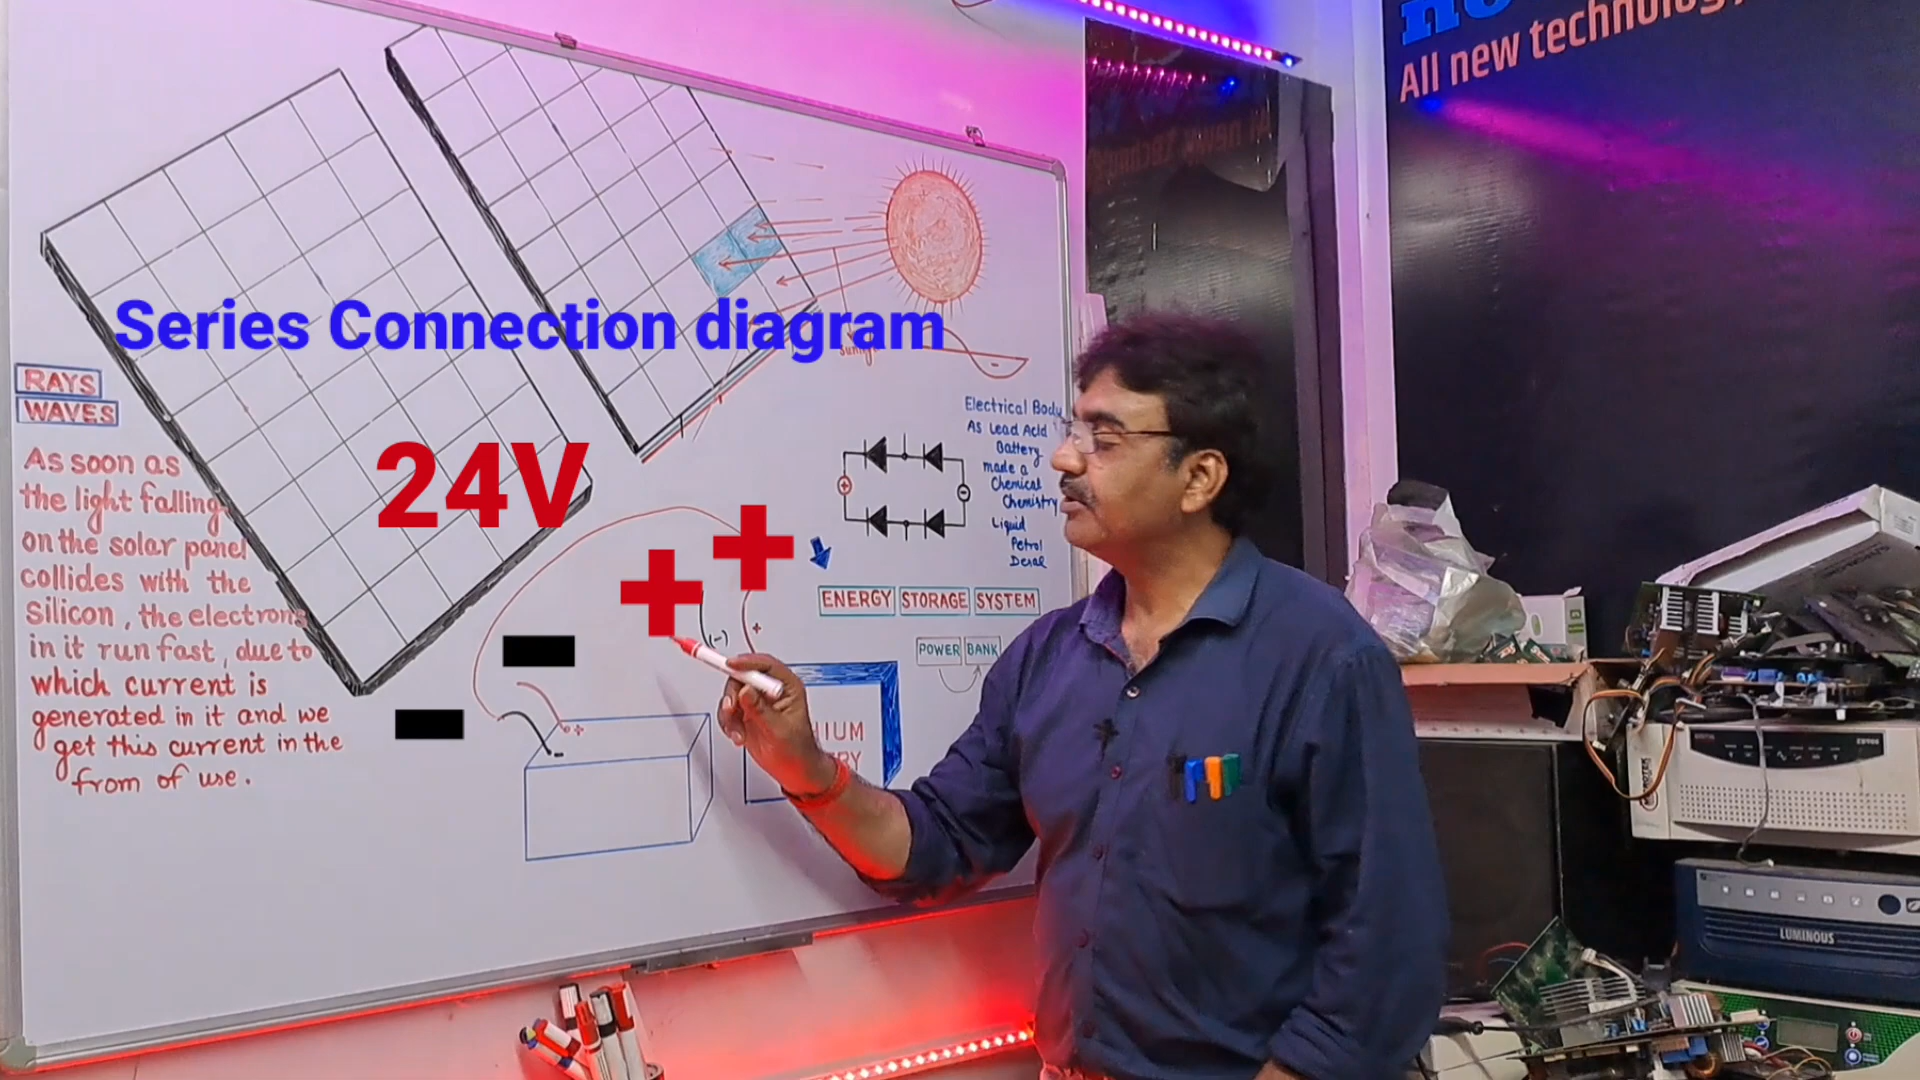 All new technology
Series Connection diagram
RAYS
WAVES
As soon as
the light falling
on the solar panel
collides with the
Silicon, the electrons
in it run fast, due to
which current is
generated in it and we
get this current in the
from of use.
24V
Electrical Body
As Lead Acid
Battery
made a
Chemical
Chemistry
Liquid
Petrol
Desal
+
-
ENERGY STORAGE SYSTEM
(-)
+
POWER BANK
+
-
LUMINOUS